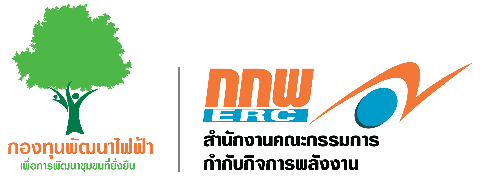 กองทุนพัฒนาไฟฟ้า
เพื่อการพัฒนาชุมชนที่ยั่งยืน
กกพ
ERC
สำนักงานคณะกรรมการ
กำกับกิจการพลังงาน